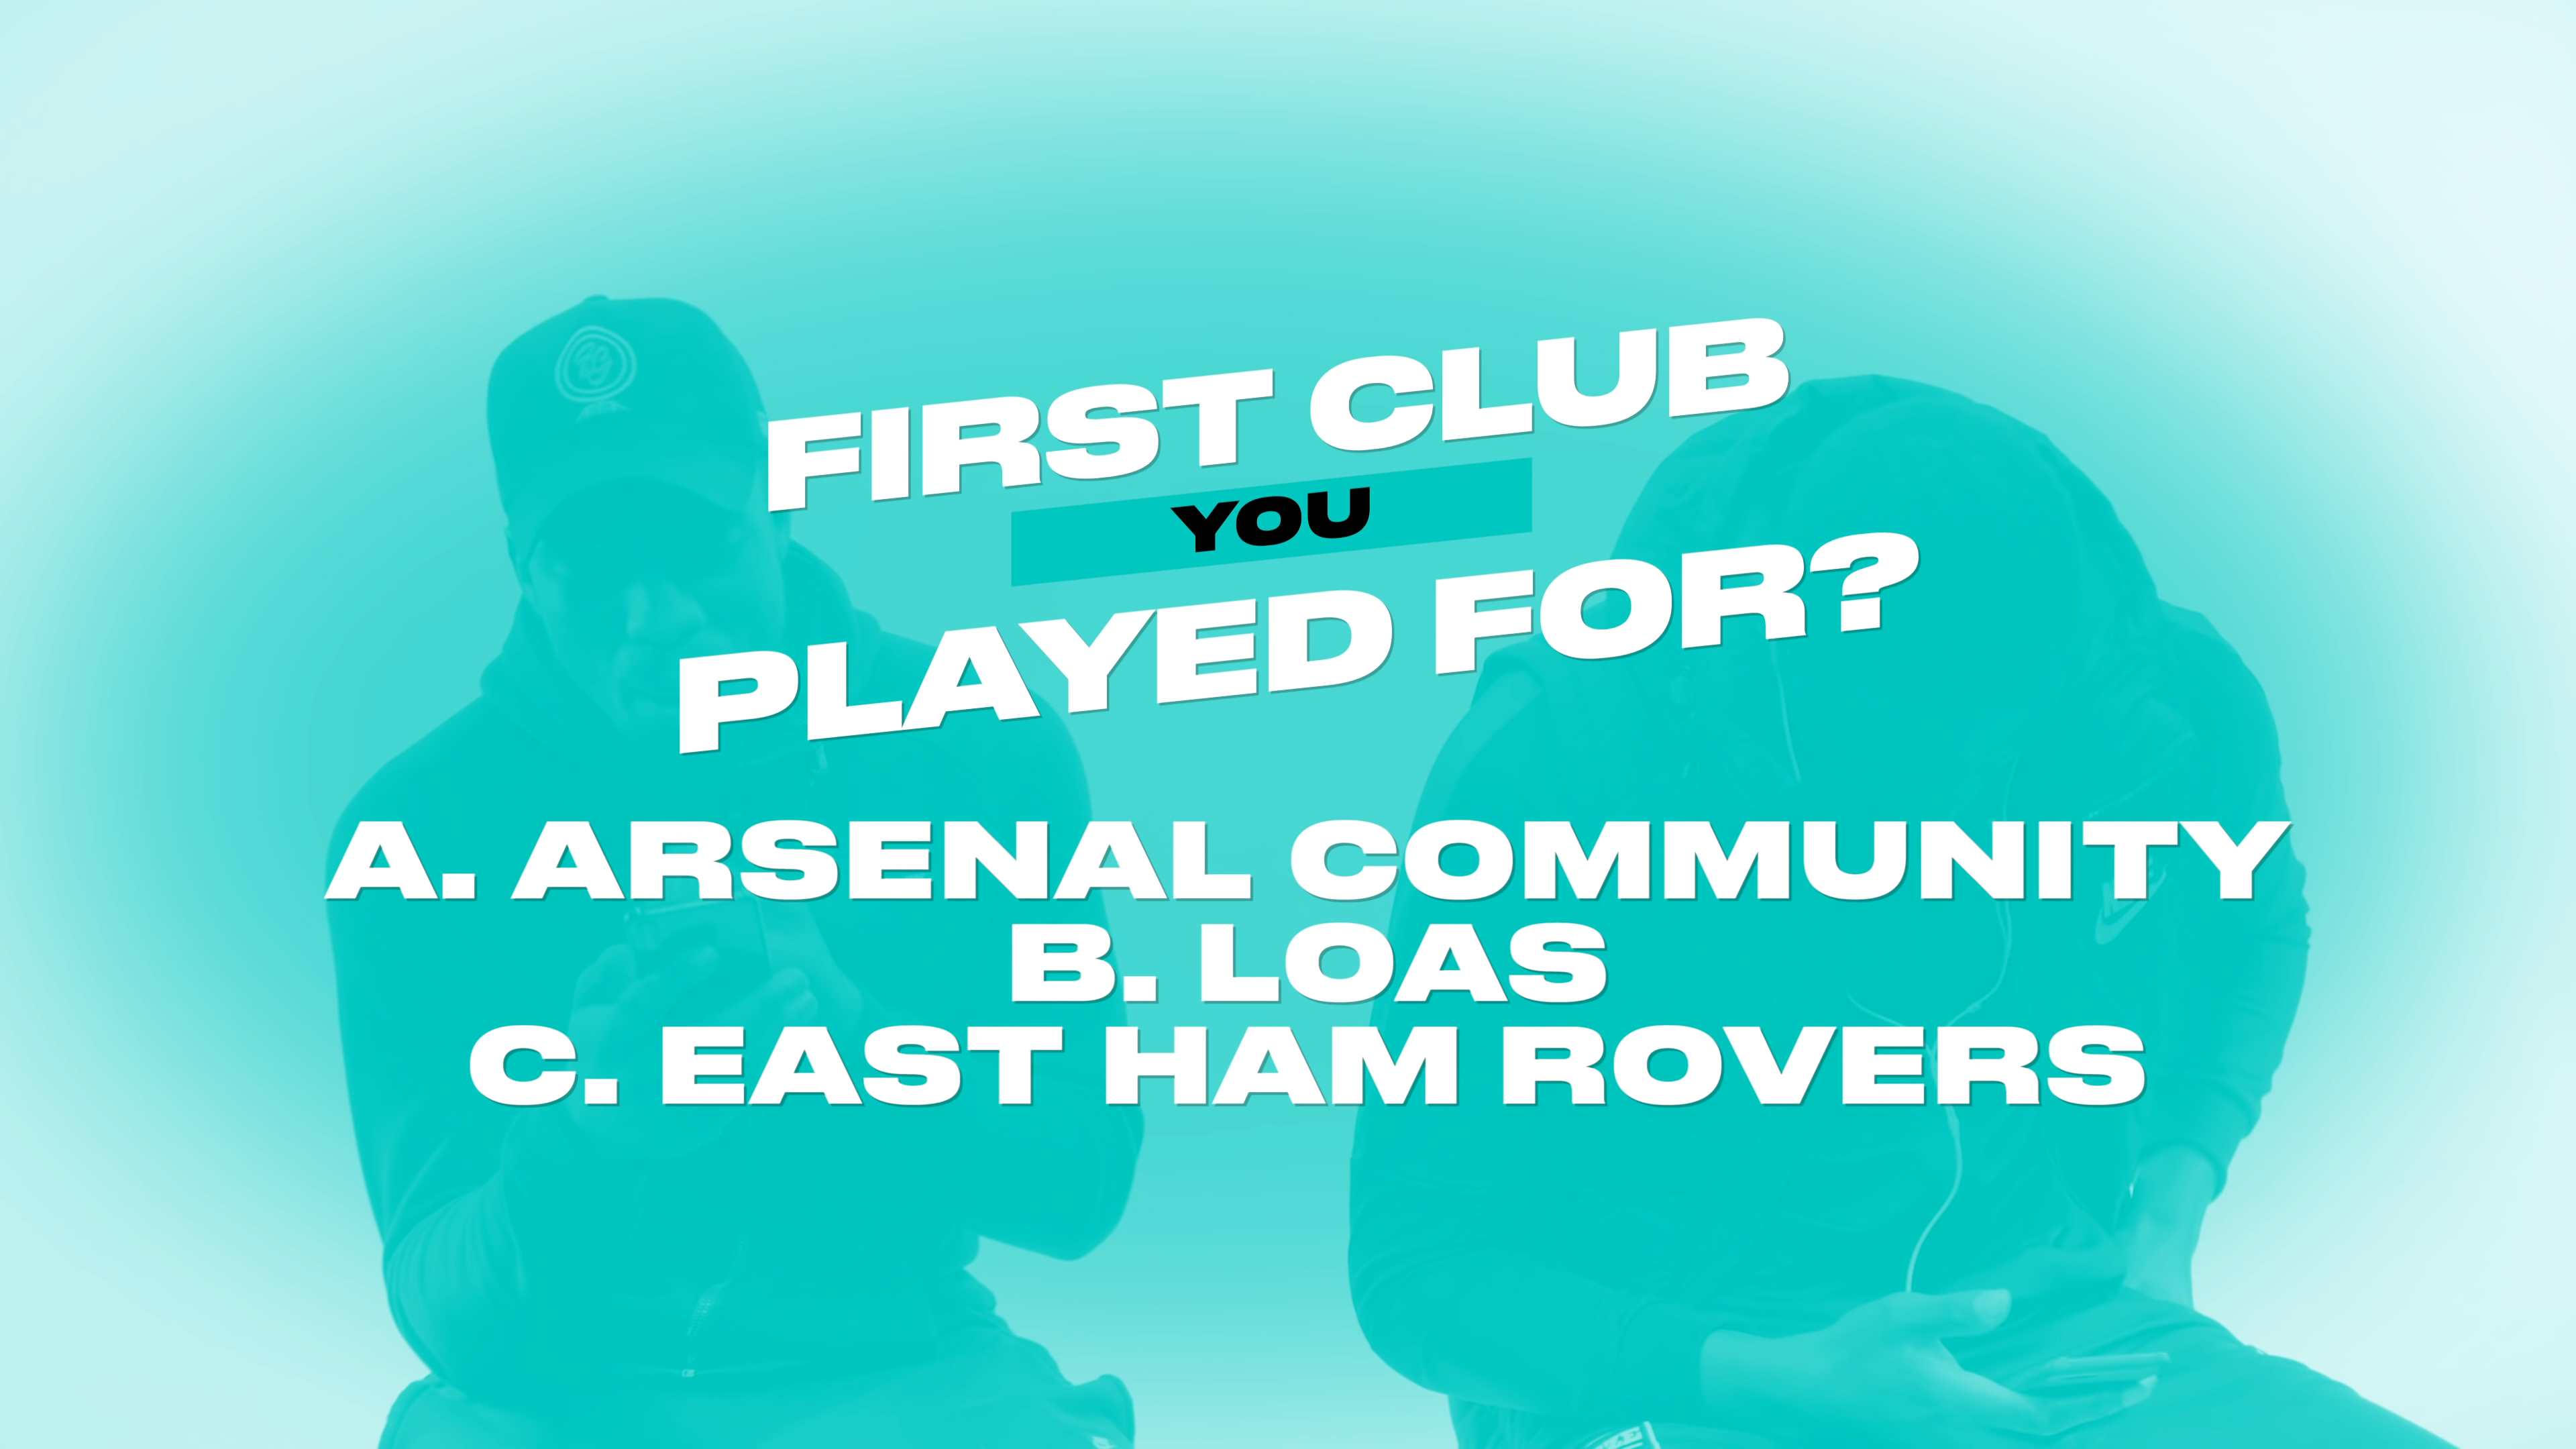 FIRST CLUB
YOU
PLAYED FOR?
A. ARSENAL COMMUNITY
B. LOAS
C. EAST HAM ROVERS